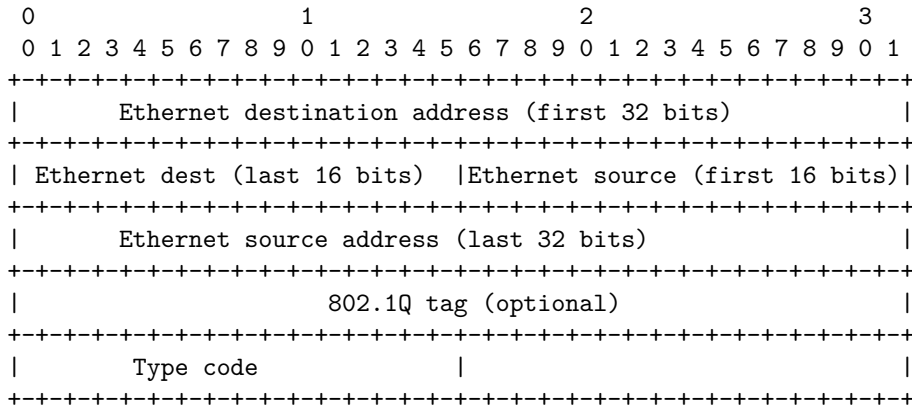 0                   1                   2                   3
0 1 2 3 4 5 6 7 8 9 0 1 2 3 4 5 6 7 8 9 0 1 2 3 4 5 6 7 8 9 0 1
+-+-+-+-+-+-+-+-+-+-+-+-+-+-+-+-+-+-+-+-+-+-+-+-+-+-+-+-+-+-+-+-+
|       Ethernet destination address (first 32 bits)            |
+-+-+-+-+-+-+-+-+-+-+-+-+-+-+-+-+-+-+-+-+-+-+-+-+-+-+-+-+-+-+-+-+
| Ethernet dest (last 16 bits)  |Ethernet source (first 16 bits)|
+-+-+-+-+-+-+-+-+-+-+-+-+-+-+-+-+-+-+-+-+-+-+-+-+-+-+-+-+-+-+-+-+
|       Ethernet source address (last 32 bits)                  |
+-+-+-+-+-+-+-+-+-+-+-+-+-+-+-+-+-+-+-+-+-+-+-+-+-+-+-+-+-+-+-+-+
|                      802.1Q tag (optional)                    |
+-+-+-+-+-+-+-+-+-+-+-+-+-+-+-+-+-+-+-+-+-+-+-+-+-+-+-+-+-+-+-+-+
|        Type code              |                               |
+-+-+-+-+-+-+-+-+-+-+-+-+-+-+-+-+-+-+-+-+-+-+-+-+-+-+-+-+-+-+-+-+